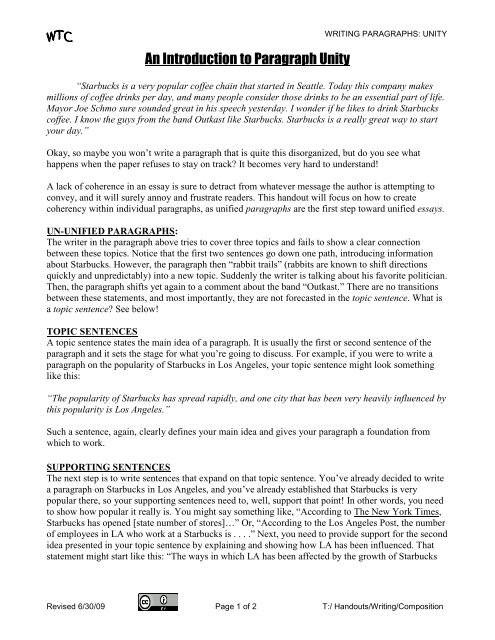 WTC
WRITING PARAGRAPHS: UNITY
An Introduction to Paragraph Unity
“Starbucks is a very popular coffee chain that started in Seattle. Today this company makes
millions of coffee drinks per day, and many people consider those drinks to be an essential part of life.
Mayor Joe Schmo sure sounded great in his speech yesterday. I wonder if he likes to drink Starbucks
coffee. I know the guys from the band Outkast like Starbucks. Starbucks is a really great way to start
your day.”
Okay, so maybe you won’t write a paragraph that is quite this disorganized, but do you see what
happens when the paper refuses to stay on track? It becomes very hard to understand!
A lack of coherence in an essay is sure to detract from whatever message the author is attempting to
convey, and it will surely annoy and frustrate readers. This handout will focus on how to create
coherency within individual paragraphs, as unified paragraphs are the first step toward unified essays.
UN-UNIFIED PARAGRAPHS:
The writer in the paragraph above tries to cover three topics and fails to show a clear connection
between these topics. Notice that the first two sentences go down one path, introducing information
about Starbucks. However, the paragraph then “rabbit trails” (rabbits are known to shift directions
quickly and unpredictably) into a new topic. Suddenly the writer is talking about his favorite politician.
Then, the paragraph shifts yet again to a comment about the band “Outkast.” There are no transitions
between these statements, and most importantly, they are not forecasted in the topic sentence. What is
a topic sentence? See below!
TOPIC SENTENCES
A topic sentence states the main idea of a paragraph. It is usually the first or second sentence of the
paragraph and it sets the stage for what you’re going to discuss. For example, if you were to write a
paragraph on the popularity of Starbucks in Los Angeles, your topic sentence might look something
like this:
“The popularity of Starbucks has spread rapidly, and one city that has been very heavily influenced by
this popularity is Los Angeles.”
Such a sentence, again, clearly defines your main idea and gives your paragraph a foundation from
which to work.
SUPPORTING SENTENCES
The next step is to write sentences that expand on that topic sentence. You’ve already decided to write
a paragraph on Starbucks in Los Angeles, and you’ve already established that Starbucks is very
popular there, so your supporting sentences need to, well, support that point! In other words, you need
to show how popular it really is. You might say something like, “According to The New York Times,
Starbucks has opened [state number of stores]…” Or, “According to the Los Angeles Post, the number
of employees in LA who work at a Starbucks is . . . .” Next, you need to provide support for the second
idea presented in your topic sentence by explaining and showing how LA has been influenced. That
statement might start like this: “The ways in which LA has been affected by the growth of Starbucks
Revised 6/30/09
cc
BY
Page 1 of 2
T:/ Handouts/Writing/Composition